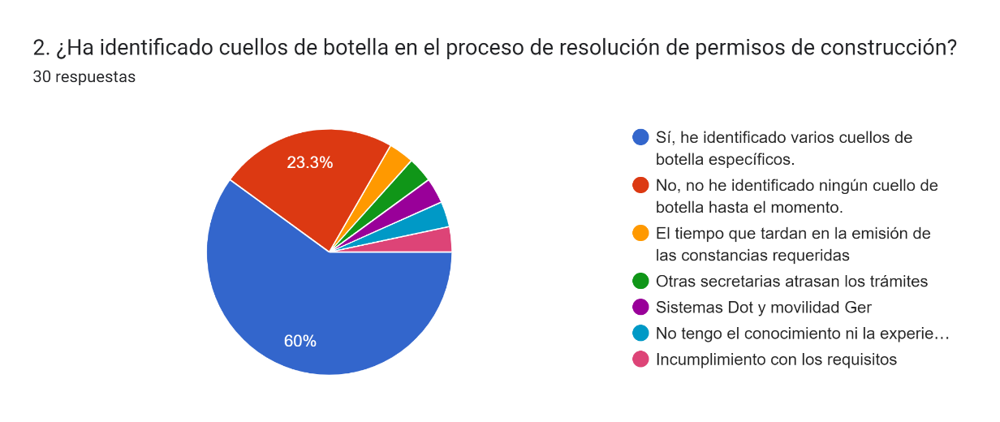 2. ¿Ha identificado cuellos de botella en el proceso de resolución de permisos de construcción?
30 respuestas
23.3%
60%
Sí, he identificado varios cuellos de
botella específicos.
No, no he identificado ningún cuello de
botella hasta el momento.
El tiempo que tardan en la emisión de
las constancias requeridas
Otras secretarias atrasan los trámites
Sistemas Dot y movilidad Ger
No tengo el conocimiento ni la experie…
Incumplimiento con los requisitos